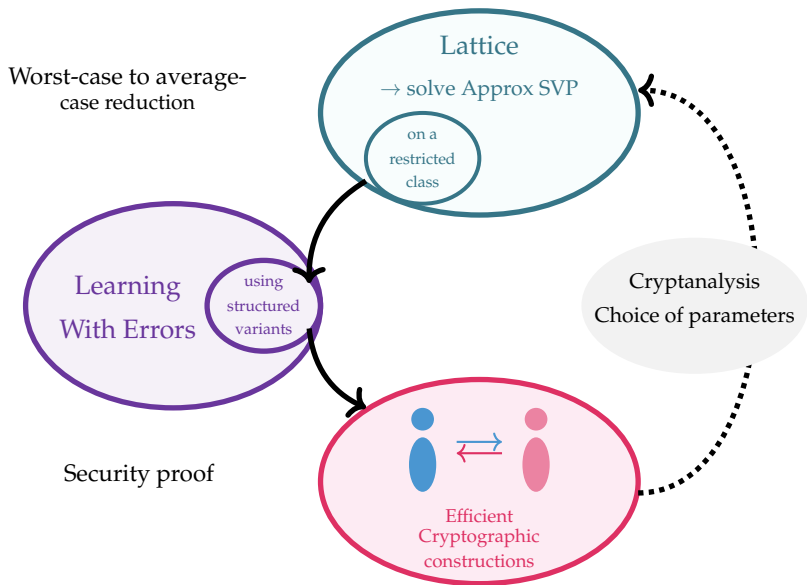 Lattice
→ solve Approx SVP
on a
restricted
class
Worst-case to average-
case reduction
Learning
With Errors
using
structured
variants
Cryptanalysis
Choice of parameters
Security proof
Efficient
Cryptographic
constructions